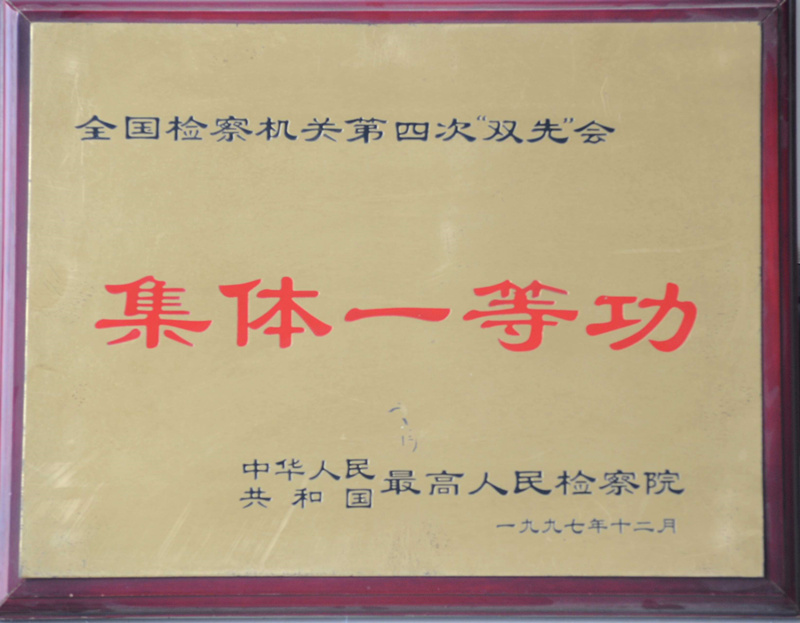 全国检察机关第四次“双先”会
集体一等功
中华人民
共和国
最高人民检察院
一九九七年十二月